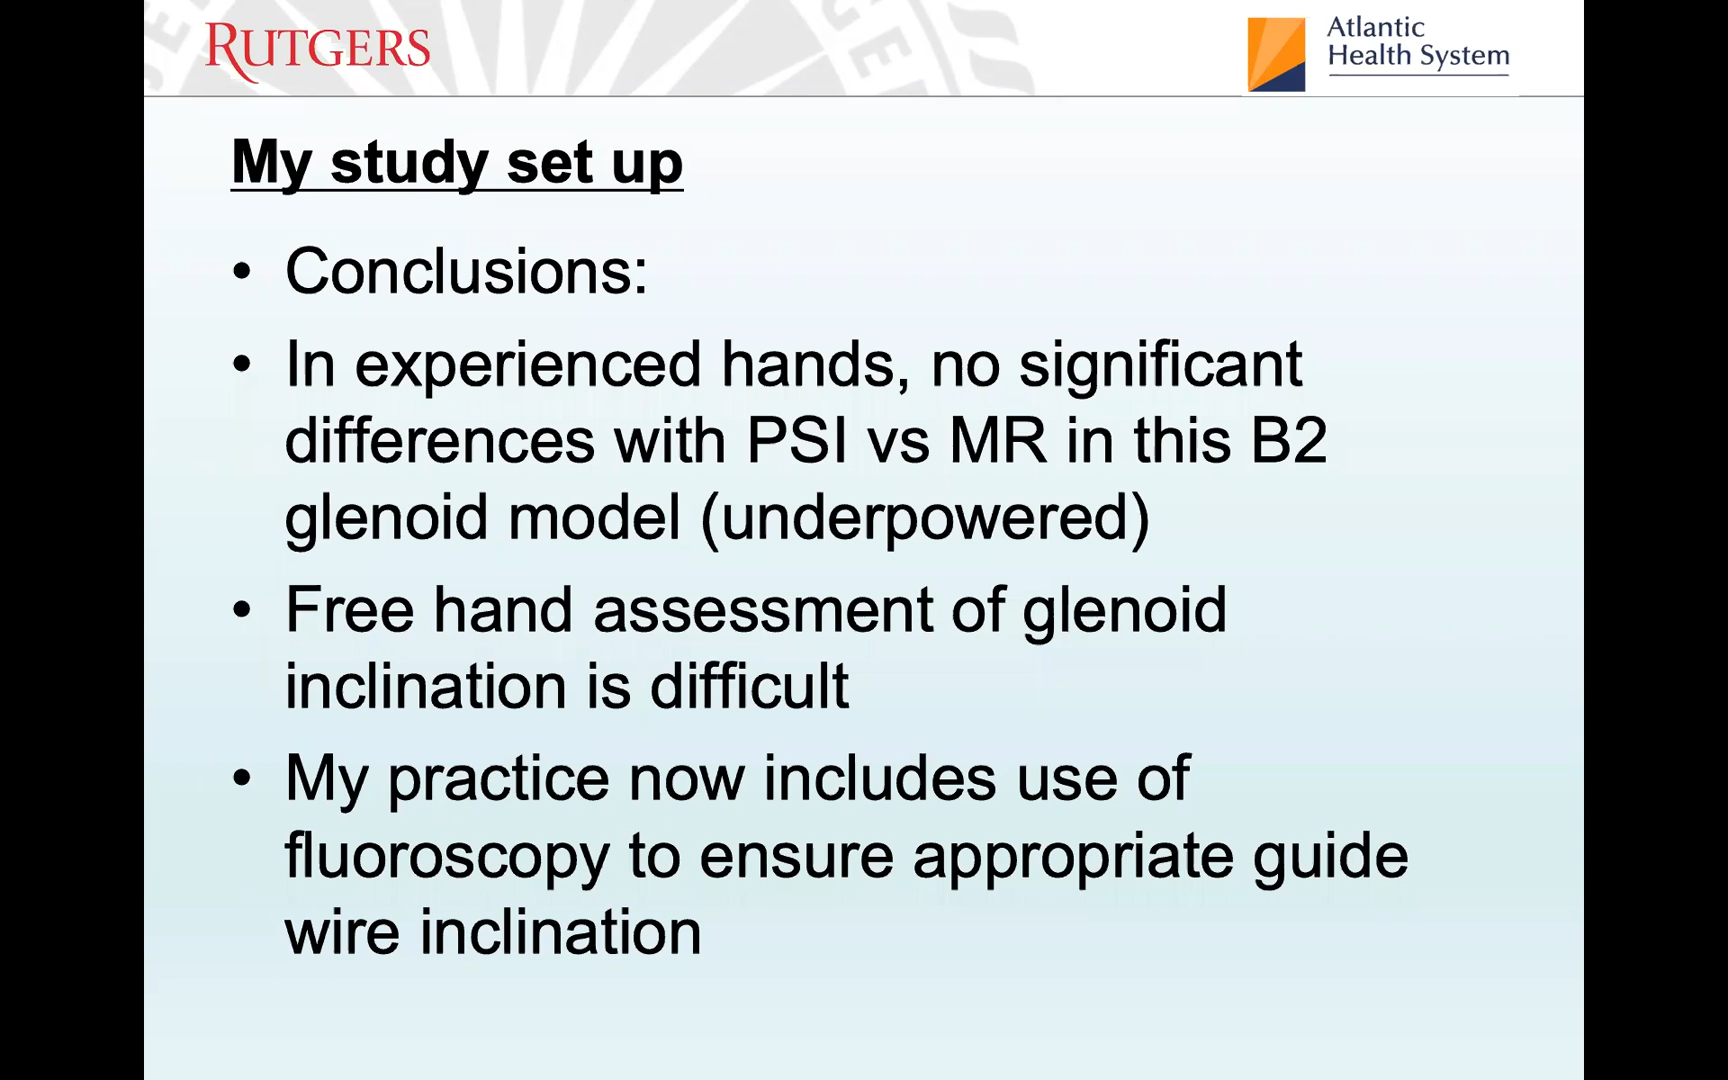 RUTGERS
Atlantic
Health System
My study set up
• Conclusions:
• In experienced hands, no significant
differences with PSI vs MR in this B2
glenoid model (underpowered)
• Free hand assessment of glenoid
inclination is difficult
• My practice now includes use of
fluoroscopy to ensure appropriate guide
wire inclination